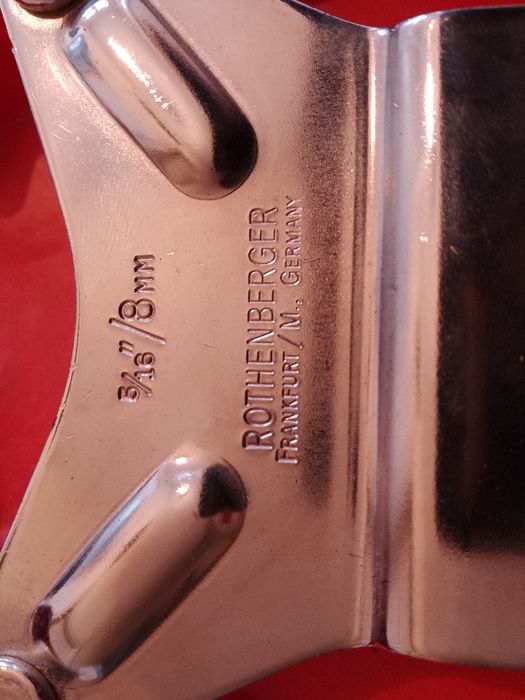 5/16"/8MM
ROTHENBERGER
FRANKFURT/M., GERMANY